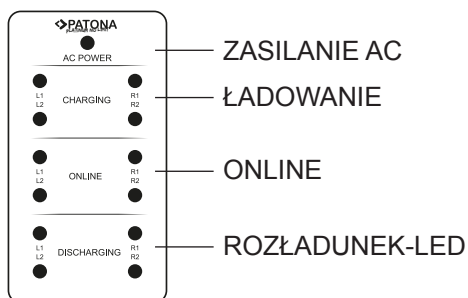 PATONA
AC POWER
ZASILANIE AC
L1 CHARGING R1
L2 R2
ŁADOWANIE
L1 ONLINE R1
L2 R2
ONLINE
L1 DISCHARGING R1
L2 R2
ROZŁADUNEK-LED